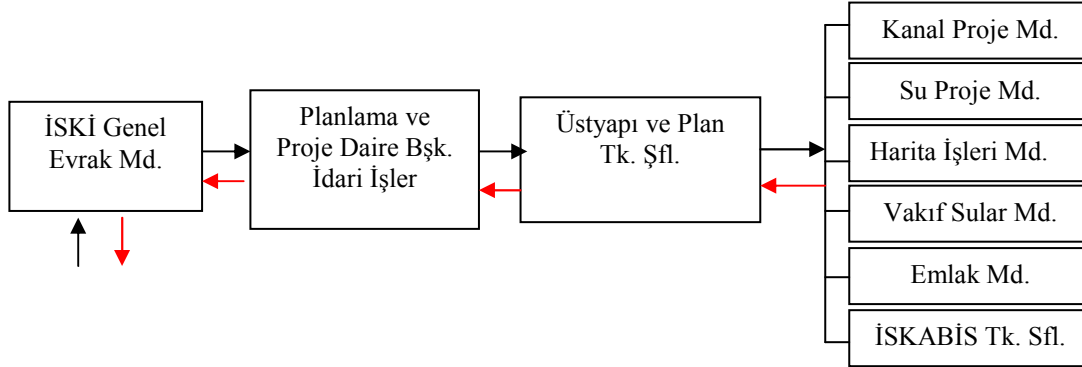 İSKİ Genel
Evrak Md.
Planlama ve
Proje Daire Bşk.
İdari İşler
Üstyapı ve Plan
Tk. Şfl.
Kanal Proje Md.
Su Proje Md.
Harita İşleri Md.
Vakıf Sular Md.
Emlak Md.
İSKABİS Tk. Sfl.